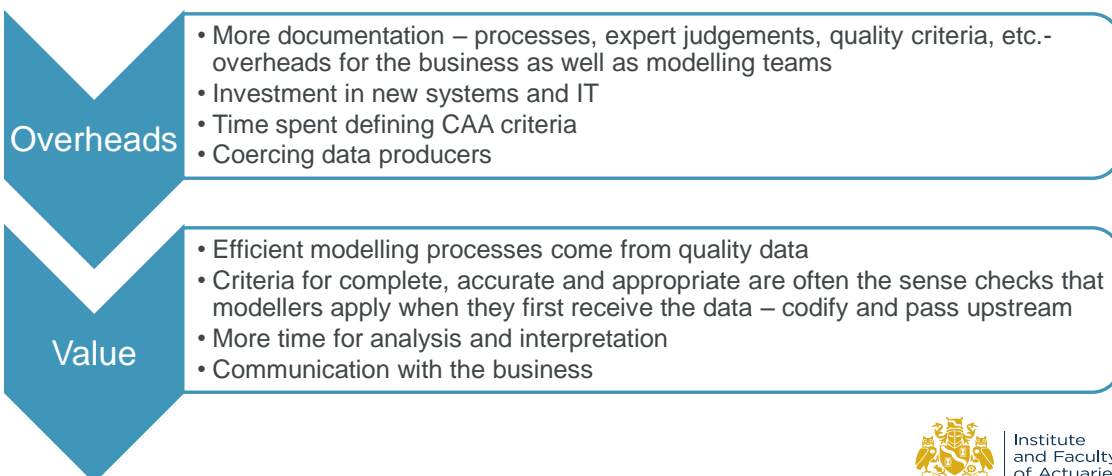 Overheads
• More documentation – processes, expert judgements, quality criteria, etc.-
overheads for the business as well as modelling teams
• Investment in new systems and IT
• Time spent defining CAA criteria
• Coercing data producers
Value
• Efficient modelling processes come from quality data
• Criteria for complete, accurate and appropriate are often the sense checks that
modellers apply when they first receive the data – codify and pass upstream
• More time for analysis and interpretation
• Communication with the business
Institute
and Faculty
of Actuarie